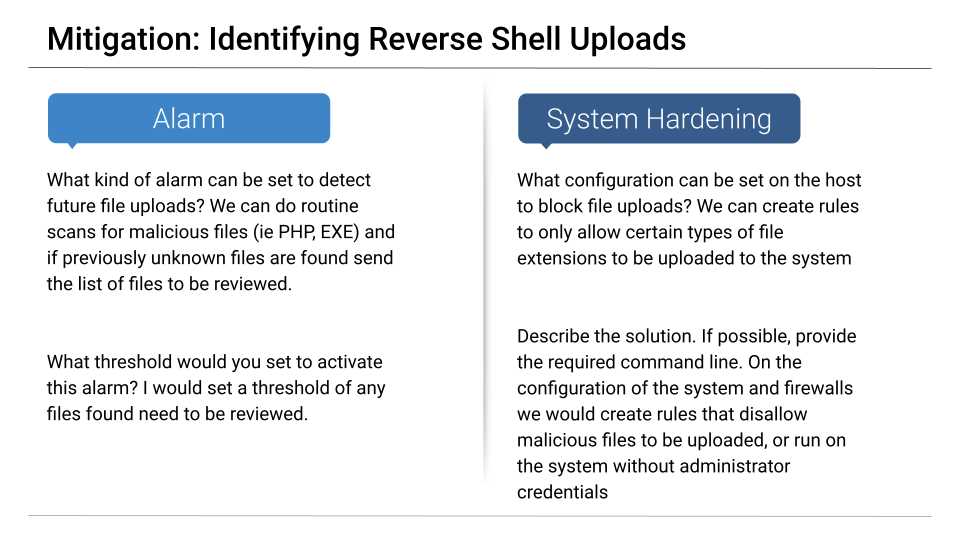 Mitigation: Identifying Reverse Shell Uploads
Alarm
What kind of alarm can be set to detect
future file uploads? We can do routine
scans for malicious files (ie PHP, EXE) and
if previously unknown files are found send
the list of files to be reviewed.
What threshold would you set to activate
this alarm? I would set a threshold of any
files found need to be reviewed.
System Hardening
What configuration can be set on the host
to block file uploads? We can create rules
to only allow certain types of file
extensions to be uploaded to the system
Describe the solution. If possible, provide
the required command line. On the
configuration of the system and firewalls
we would create rules that disallow
malicious files to be uploaded, or run on
the system without administrator
credentials